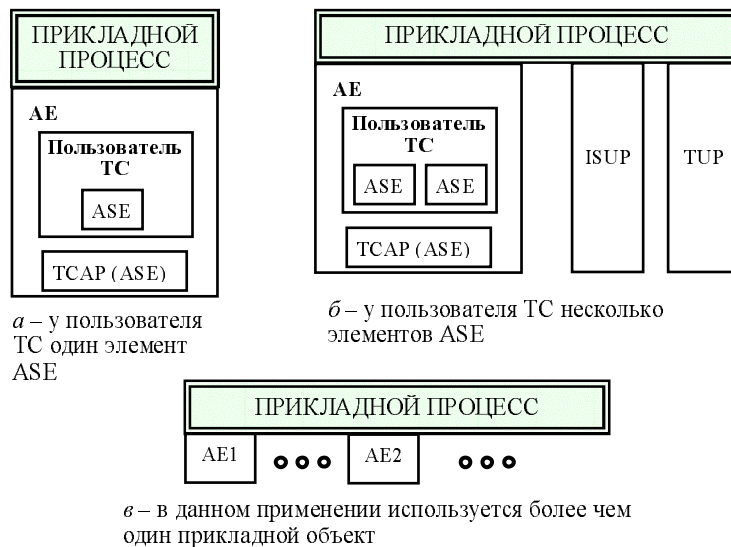 ПРИКЛАДНОЙ
ПРОЦЕСС
AE
Пользователь
ТС
ASE
TCAP (ASE)
а – у пользователя
ТС один элемент
ASE
ПРИКЛАДНОЙ ПРОЦЕСС
AE
Пользователь
ТС
ASE ASE
TCAP (ASE)
ISUP
TUP
б – у пользователя ТС несколько
элементов ASE
ПРИКЛАДНОЙ ПРОЦЕСС
AE1
AE2
в – в данном применении используется более чем
один прикладной объект